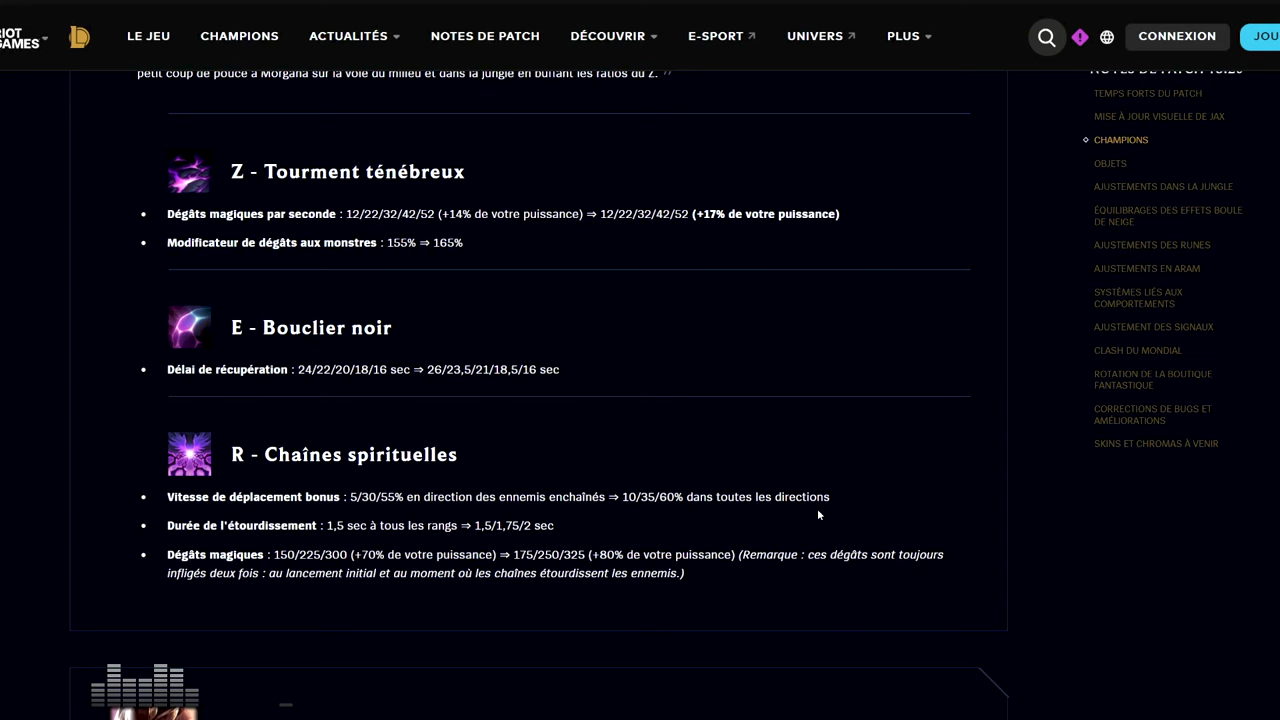 RIOT
GAMES
LE JEU
CHAMPIONS
ACTUALITÉS
NOTES DE PATCH
DÉCOUVRIR
E-SPORT
UNIVERS
PLUS
CONNEXION
JOU
petit coup de pouce à Morgana sur la voie du milieu et dans la jungle en buffant les ratios du Z. "
Z - Tourment ténébreux
• Dégâts magiques par seconde : 12/22/32/42/52 (+14% de votre puissance) ⇒ 12/22/32/42/52 (+17% de votre puissance)
• Modificateur de dégâts aux monstres : 155% ⇒ 165%
E - Bouclier noir
• Délai de récupération : 24/22/20/18/16 sec ⇒ 26/23,5/21/18,5/16 sec
R - Chaînes spirituelles
• Vitesse de déplacement bonus : 5/30/55% en direction des ennemis enchaînés ⇒ 10/35/60% dans toutes les directions
• Durée de l'étourdissement : 1,5 sec à tous les rangs ⇒ 1,5/1,75/2 sec
• Dégâts magiques : 150/225/300 (+70% de votre puissance) ⇒ 175/250/325 (+80% de votre puissance) (Remarque : ces dégâts sont toujours
infligés deux fois : au lancement initial et au moment où les chaînes étourdissent les ennemis.)
NOTES DE PATCH
TEMPS FORTS DU PATCH
MISE À JOUR VISUELLE DE JAX
CHAMPIONS
OBJETS
AJUSTEMENTS DANS LA JUNGLE
ÉQUILIBRAGES DES EFFETS BOULE
DE NEIGE
AJUSTEMENTS DES RUNES
AJUSTEMENTS EN ARAM
SYSTÈMES LIÉS AUX
COMPORTEMENTS
AJUSTEMENT DES SIGNAUX
CLASH DU MONDIAL
ROTATION DE LA BOUTIQUE
FANTASTIQUE
CORRECTIONS DE BUGS ET
AMÉLIORATIONS
SKINS ET CHROMAS À VENIR